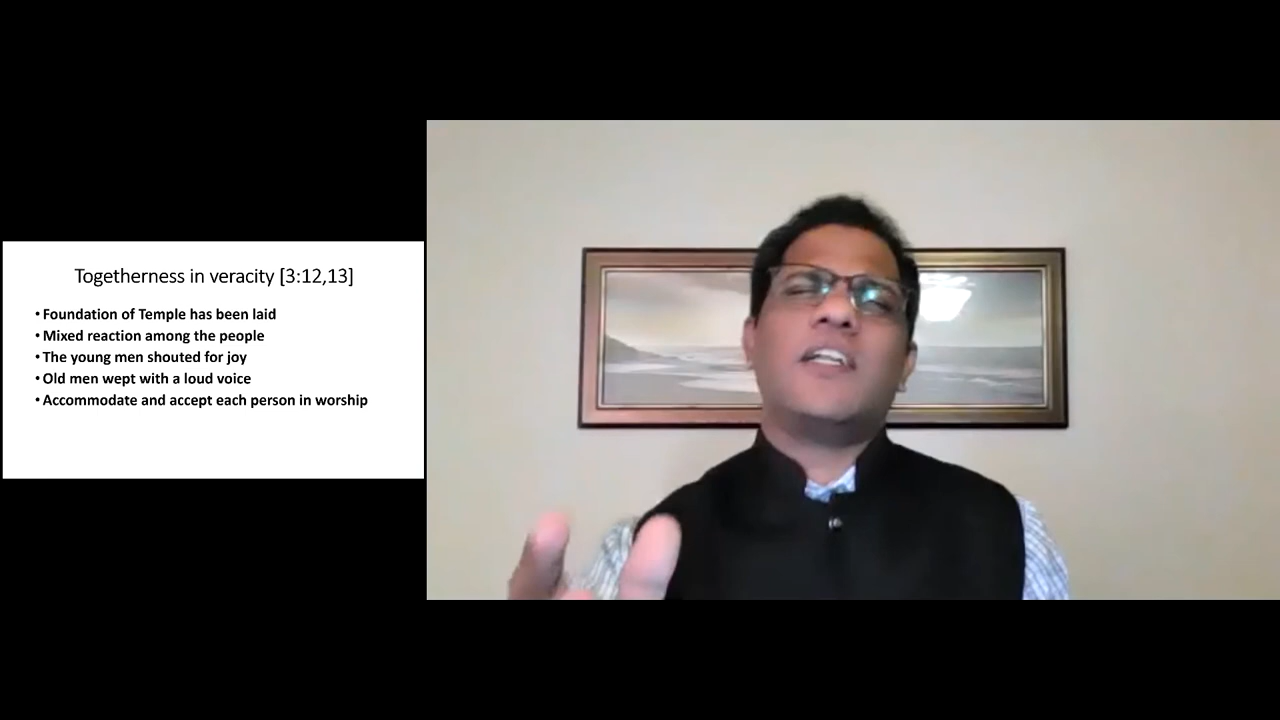 Togetherness in veracity [3:12,13]
• Foundation of Temple has been laid
• Mixed reaction among the people
• The young men shouted for joy
• Old men wept with a loud voice
• Accommodate and accept each person in worship